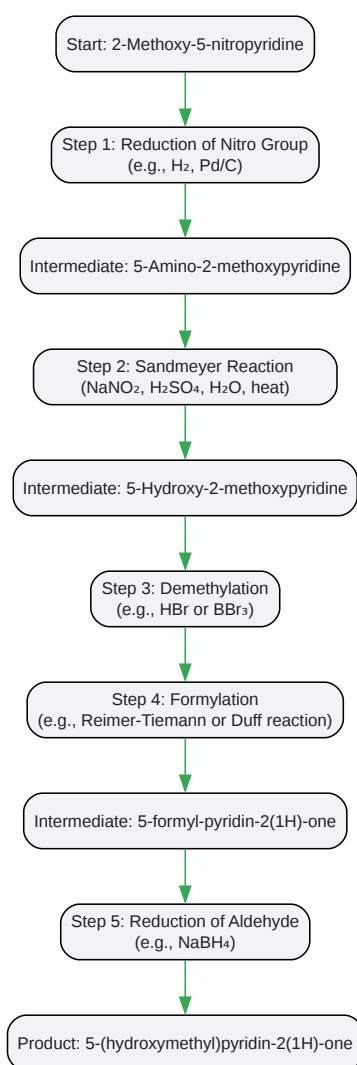 Start: 2-Methoxy-5-nitropyridine
Step 1: Reduction of Nitro Group
(e.g., H₂, Pd/C)
Intermediate: 5-Amino-2-methoxypyridine
Step 2: Sandmeyer Reaction
(NaNO₂, H₂SO₄, H₂O, heat)
Intermediate: 5-Hydroxy-2-methoxypyridine
Step 3: Demethylation
(e.g., HBr or BBr₃)
Step 4: Formylation
(e.g., Reimer-Tiemann or Duff reaction)
Intermediate: 5-formyl-pyridin-2(1H)-one
Step 5: Reduction of Aldehyde
(e.g., NaBH₄)
Product: 5-(hydroxymethyl)pyridin-2(1H)-one